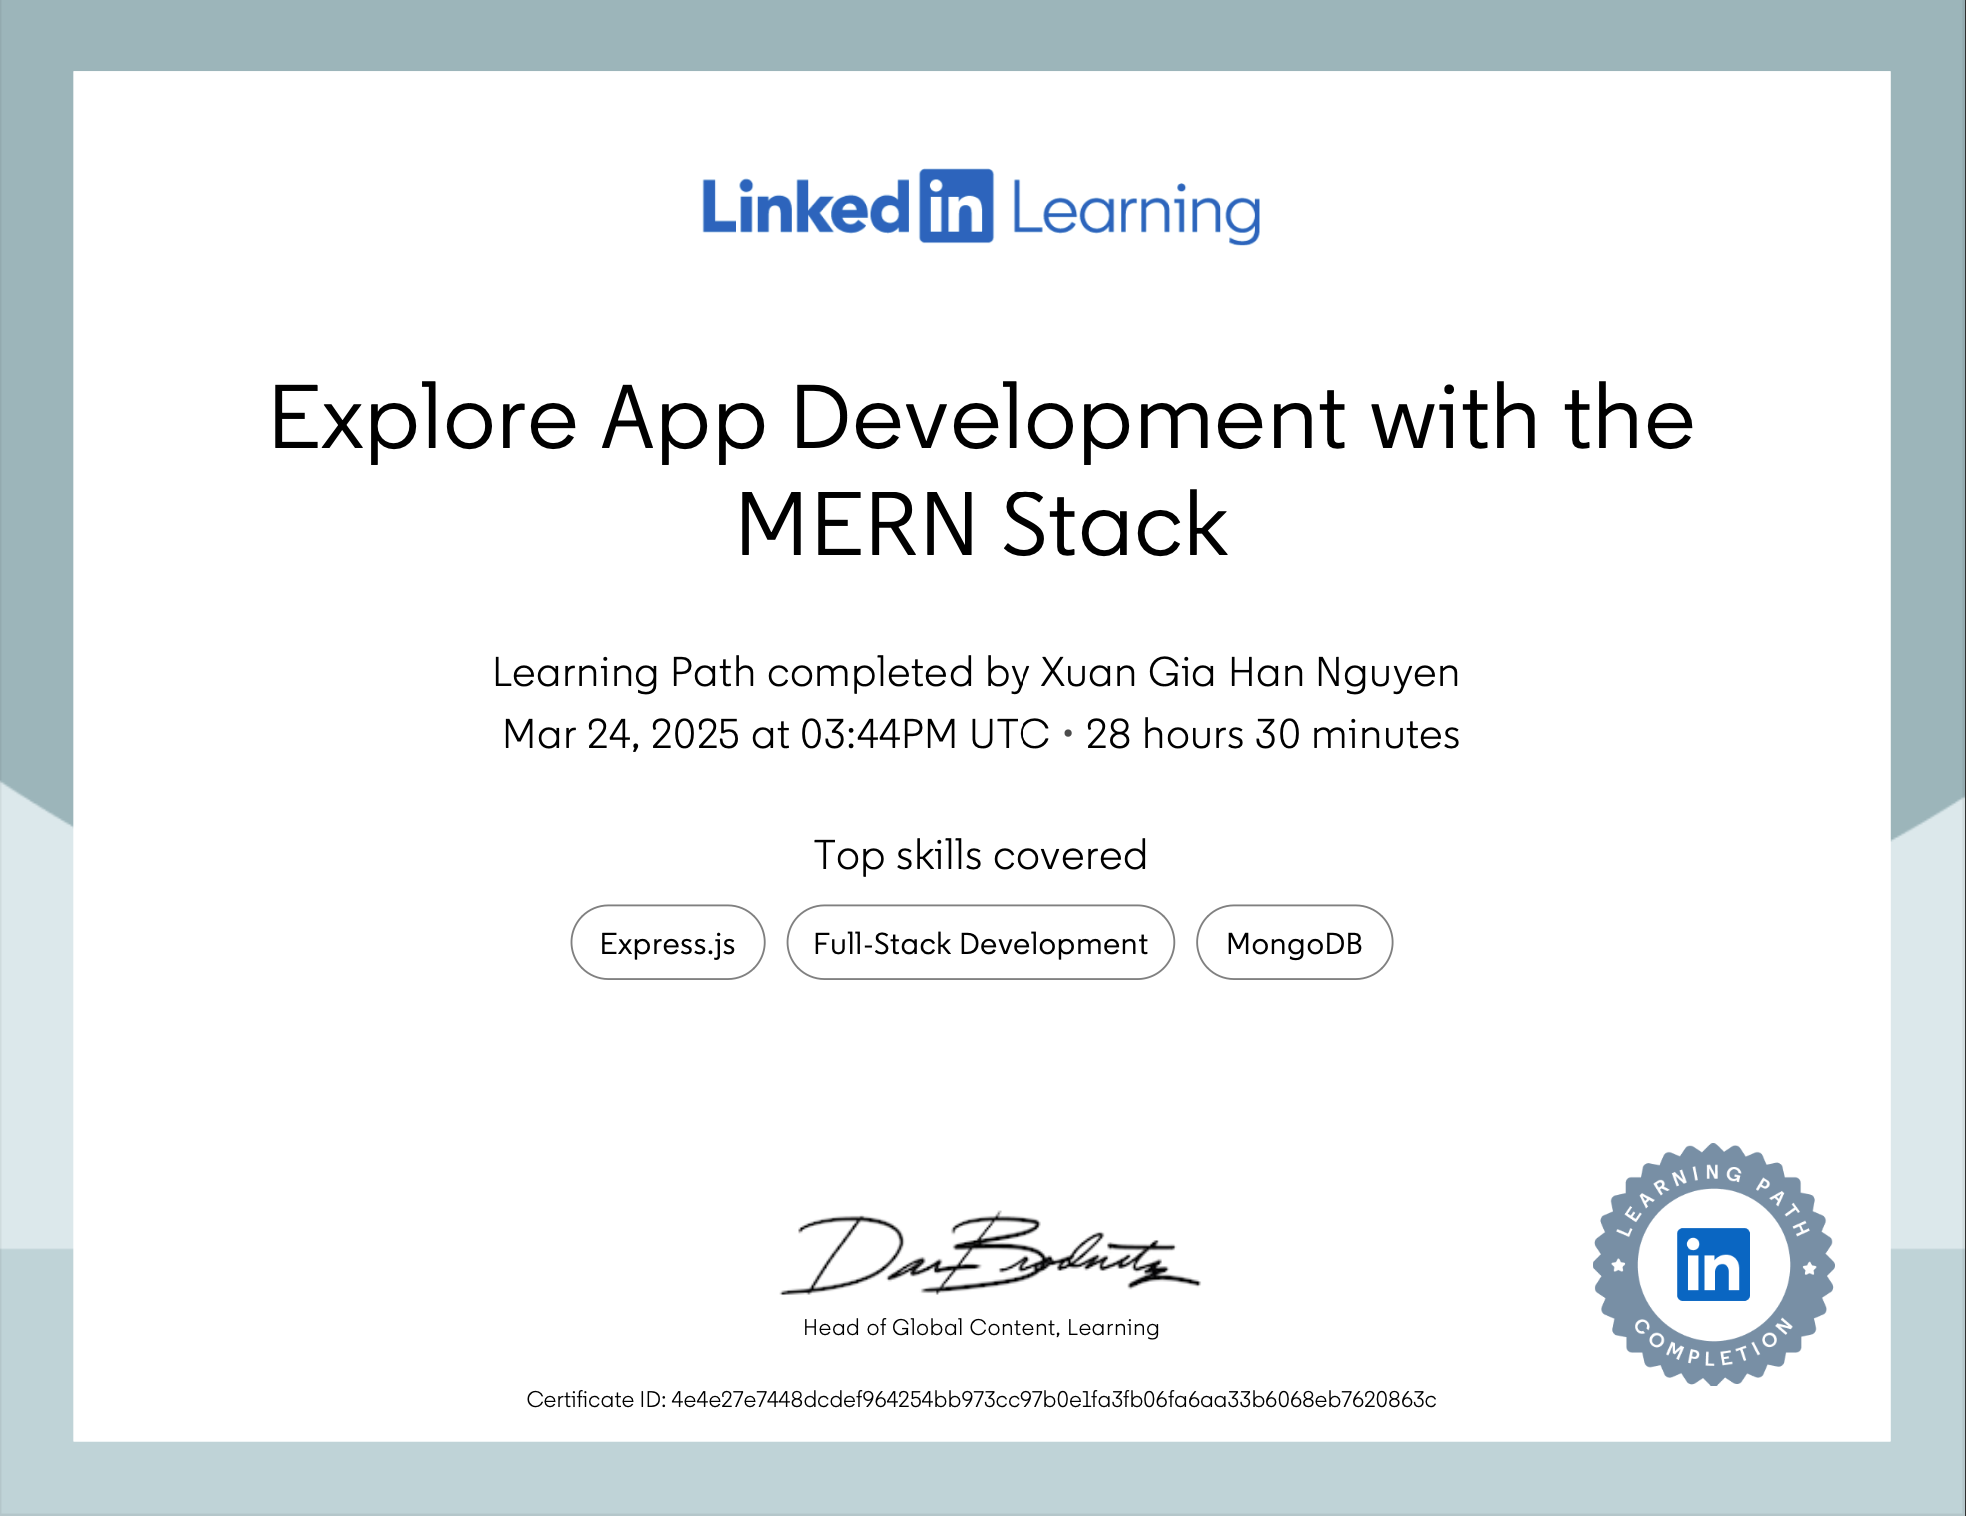 Linked in Learning
Explore App Development with the
MERN Stack
Learning Path completed by Xuan Gia Han Nguyen
Mar 24, 2025 at 03:44PM UTC • 28 hours 30 minutes
Top skills covered
Express.js
Full-Stack Development
MongoDB
Head of Global Content, Learning
LEARNING PATH
in
COMPLETION
Certificate ID: 4e4e27e7448dcdef964254bb973cc97b0e1fa3fb06fa6aa33b6068eb7620863c